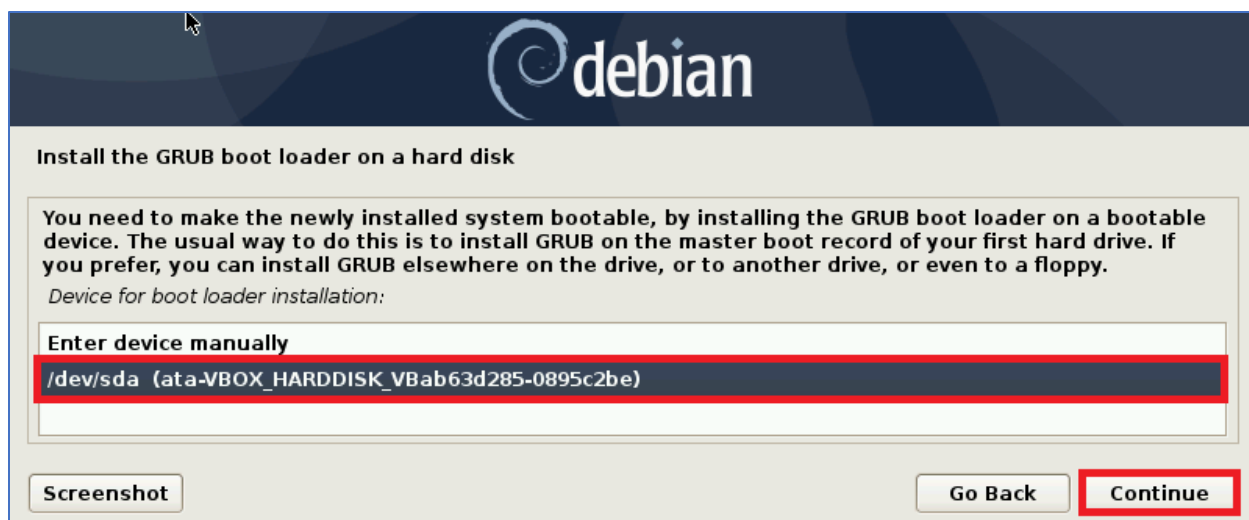 debian
Install the GRUB boot loader on a hard disk
You need to make the newly installed system bootable, by installing the GRUB boot loader on a bootable
device. The usual way to do this is to install GRUB on the master boot record of your first hard drive. If
you prefer, you can install GRUB elsewhere on the drive, or to another drive, or even to a floppy.
Device for boot loader installation:
Enter device manually
/dev/sda (ata-VBOX_HARDDISK_VBab63d285-0895c2be)
Screenshot
Go Back
Continue